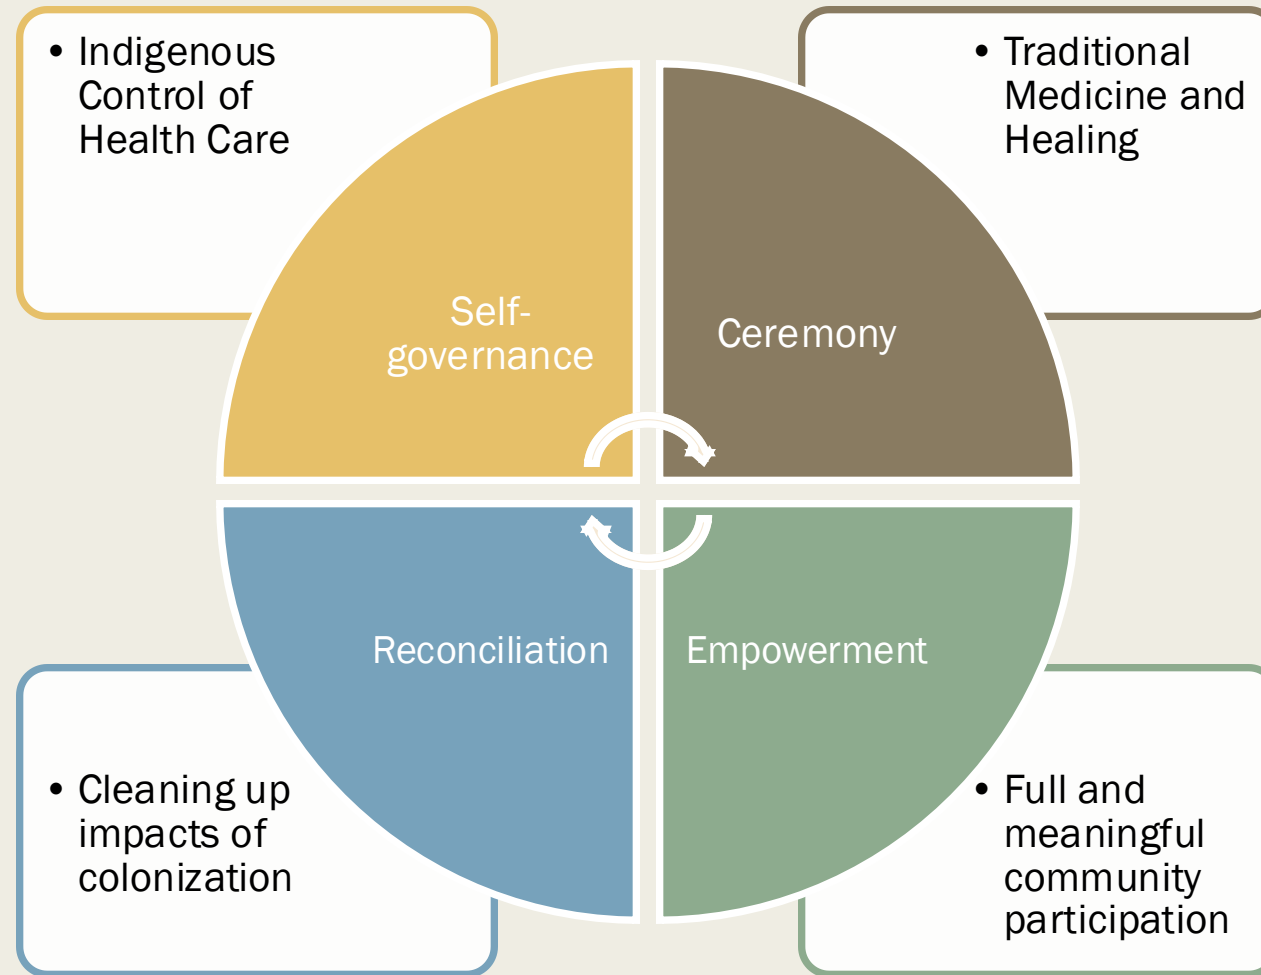 • Indigenous
Control of
Health Care
• Traditional
Medicine and
Healing
Self-
governance
Ceremony
Reconciliation
Empowerment
• Cleaning up
impacts of
colonization
• Full and
meaningful
community
participation